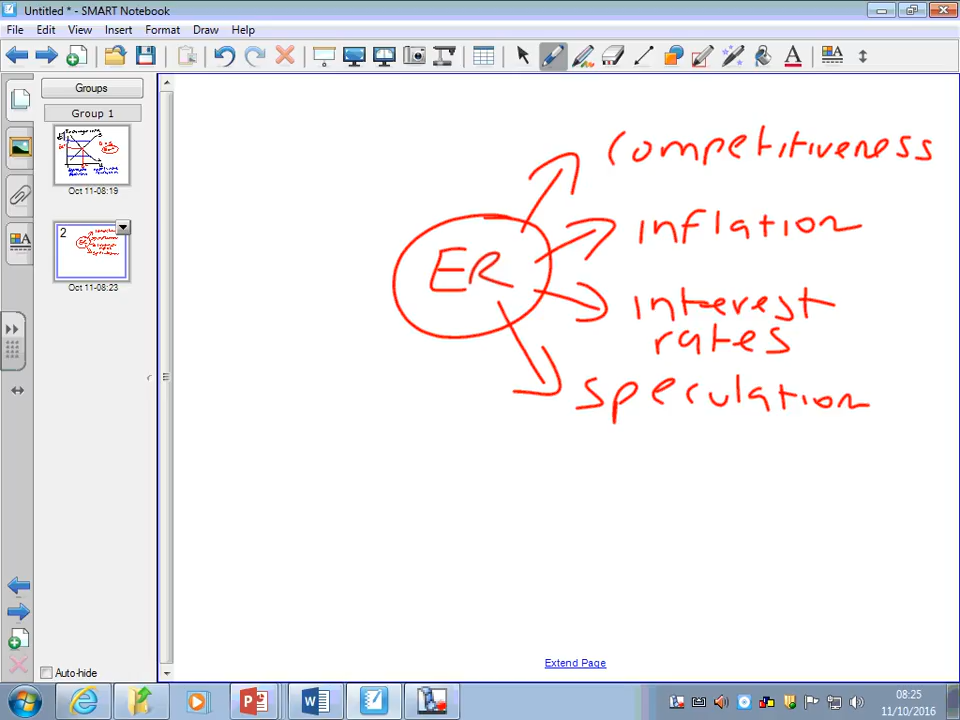 Untitled * - SMART Notebook
File Edit View Insert Format Draw Help
Groups
Group 1
Oct 11-08:19
2
Oct 11-08:23
ER
competitiveness
inflation
interest
rates
speculation
Extend Page
Auto-hide
08:25
11/10/2016